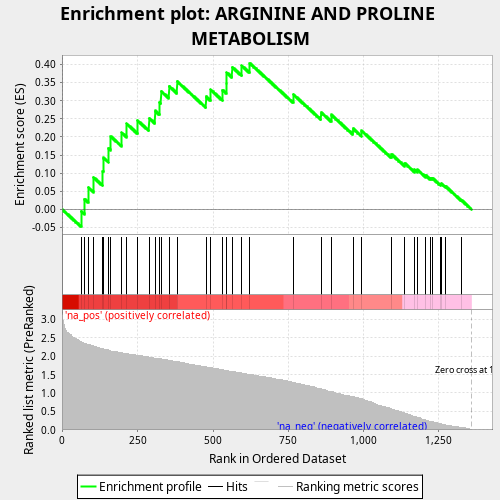 Enrichment plot: ARGININE AND PROLINE
METABOLISM
Enrichment score (ES)
0.40
0.35
0.30
0.25
0.20
0.15
0.10
0.05
0.00
-0.05
'na_pos' (positively correlated)
Ranked list metric (PreRanked)
3.0
2.5
2.0
1.5
1.0
0.5
0.0
Zero cross at 1
'na_neg' (negatively correlated)
0
250
500
750
1,000
1,250
Rank in Ordered Dataset
Enrichment profile
Hits
Ranking metric scores